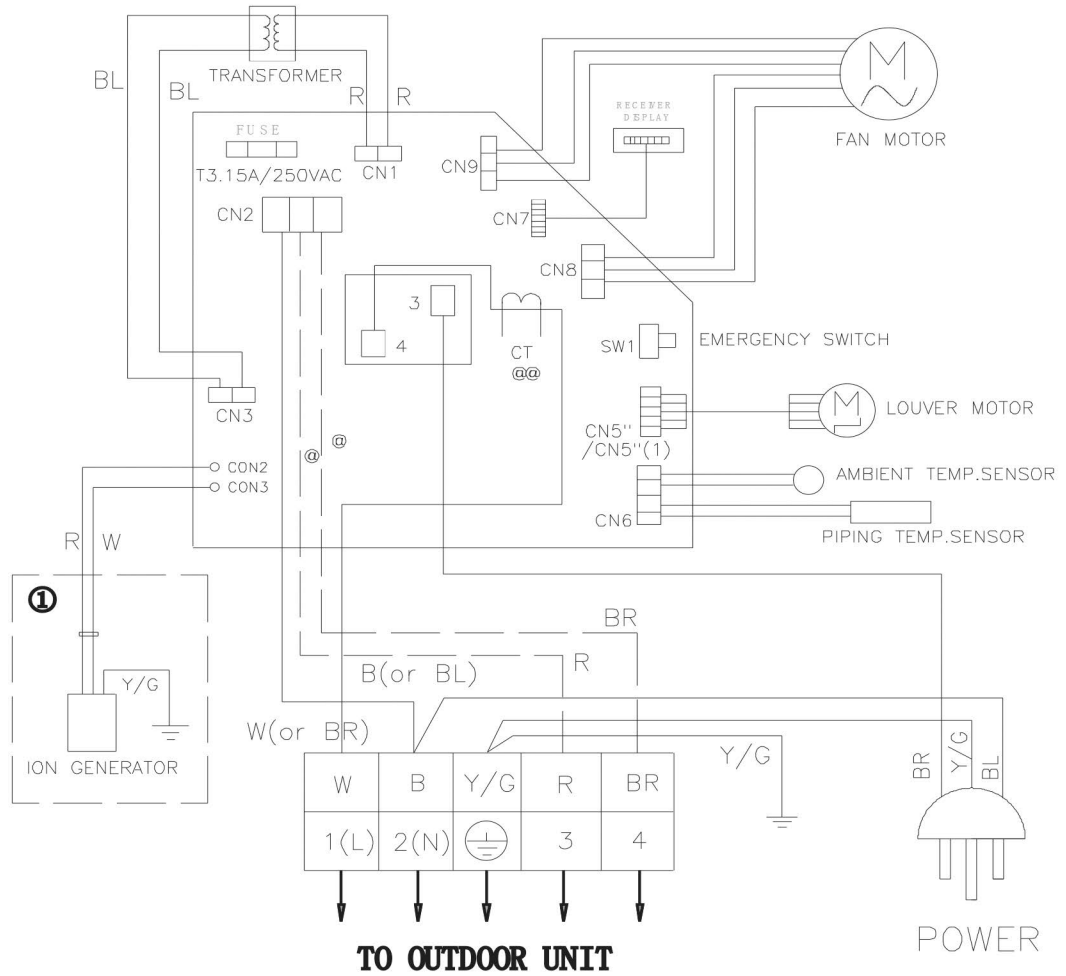 BL
BL
TRANSFORMER
R
R
FUSE
T3.15A/250VAC
CN1
CN2
CN9
RECEIVER
DISPLAY
M
FAN MOTOR
CN7
CN8
3
4
CT
@@
SW1
EMERGENCY SWITCH
CN3
CN5''
/CN5''(1)
M
LOUVER MOTOR
@
@
CON2
CON3
AMBIENT TEMP.SENSOR
CN6
PIPING TEMP.SENSOR
R
W
①
Y/G
ION GENERATOR
BR
R
B(or BL)
W(or BR)
Y/G
BR
Y/G
BL
W B Y/G R BR
1(L) 2(N) 3 4
TO OUTDOOR UNIT
POWER